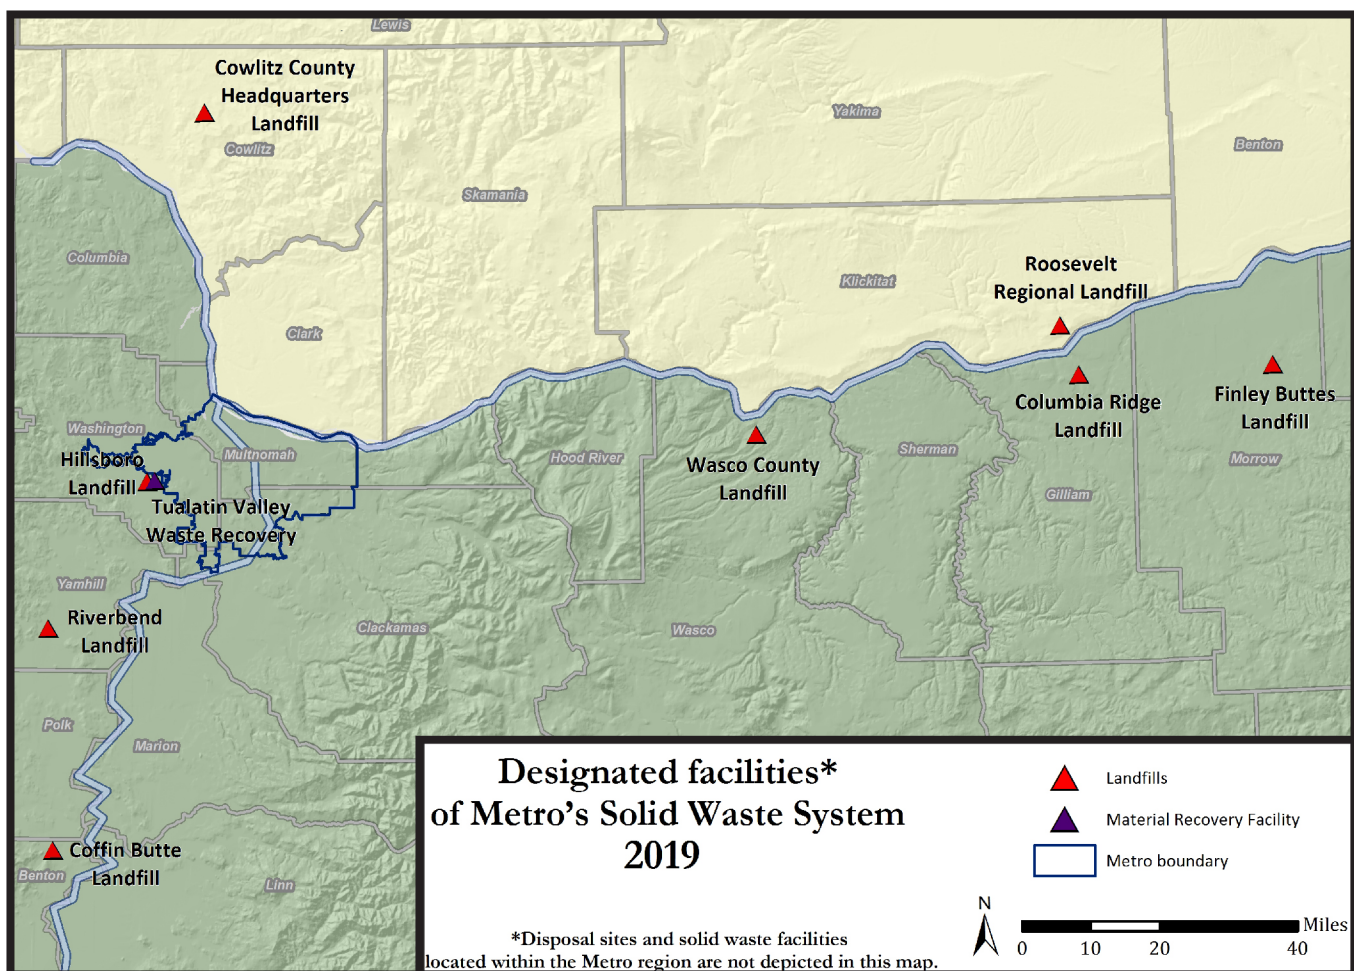 Lewis
Cowlitz County
Headquarters
Landfill
Cowlitz
Yakima
Benton
Skamania
Columbia
Roosevelt
Regional Landfill
Klickitat
Clark
Columbia Ridge
Landfill
Finley Buttes
Landfill
Morrow
Washington
Hillsboro
Landfill
Multnomah
Tualatin Valley
Waste Recovery
Hood River
Wasco County
Landfill
Sherman
Gilliam
Yamhill
Riverbend
Landfill
Clackamas
Wasco
Polk
Marion
Coffin Butte
Landfill
Benton
Linn
Designated facilities*
of Metro's Solid Waste System
2019
*Disposal sites and solid waste facilities
located within the Metro region are not depicted in this map.
Landfills
Material Recovery Facility
Metro boundary
N
Miles
0 10 20 40